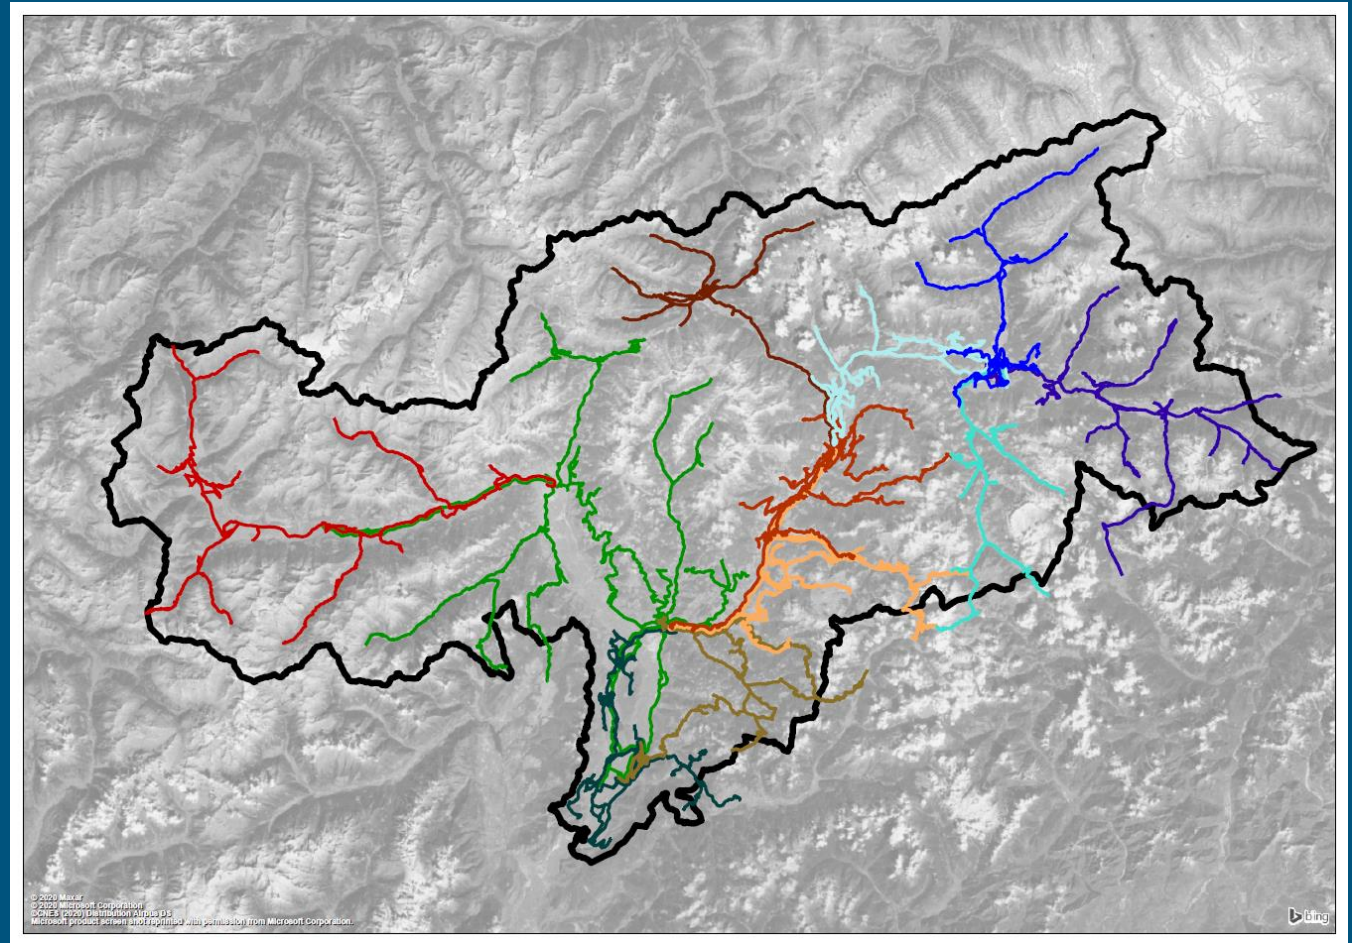 © 2020 Maxar
© 2020 Microsoft Corporation
©CNES (2020) Distribution Airbus DS
Microsoft product screen shot reprinted with permission from Microsoft Corporation.
bing